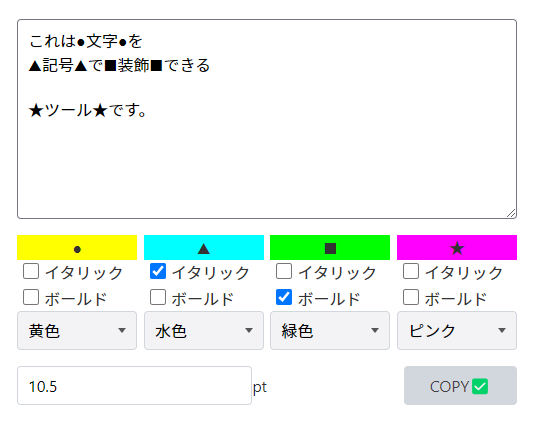 これは●文字●を
▲記号▲で■装飾■できる
★ツール★です。
● ▲ ■ ★
イタリック イタリック イタリック イタリック
ボールド ボールド ボールド ボールド
黄色 水色 緑色 ピンク
10.5 pt COPY✅